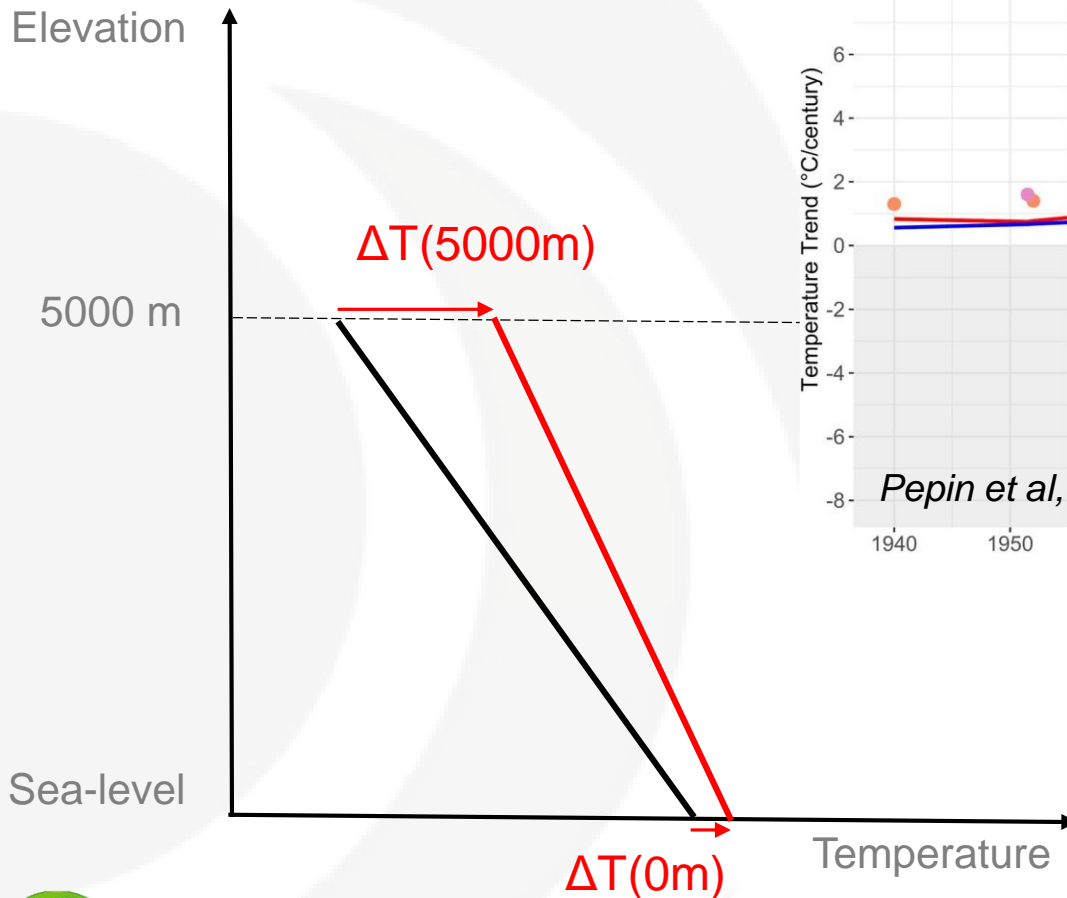 Elevation
ΔT(5000m)
5000 m
Sea-level
ΔT(0m)
Temperature
Temperature Trend (°C/century)
6
4
2
0
-2
-4
-6
-8
Pepin et al,
1940
1950